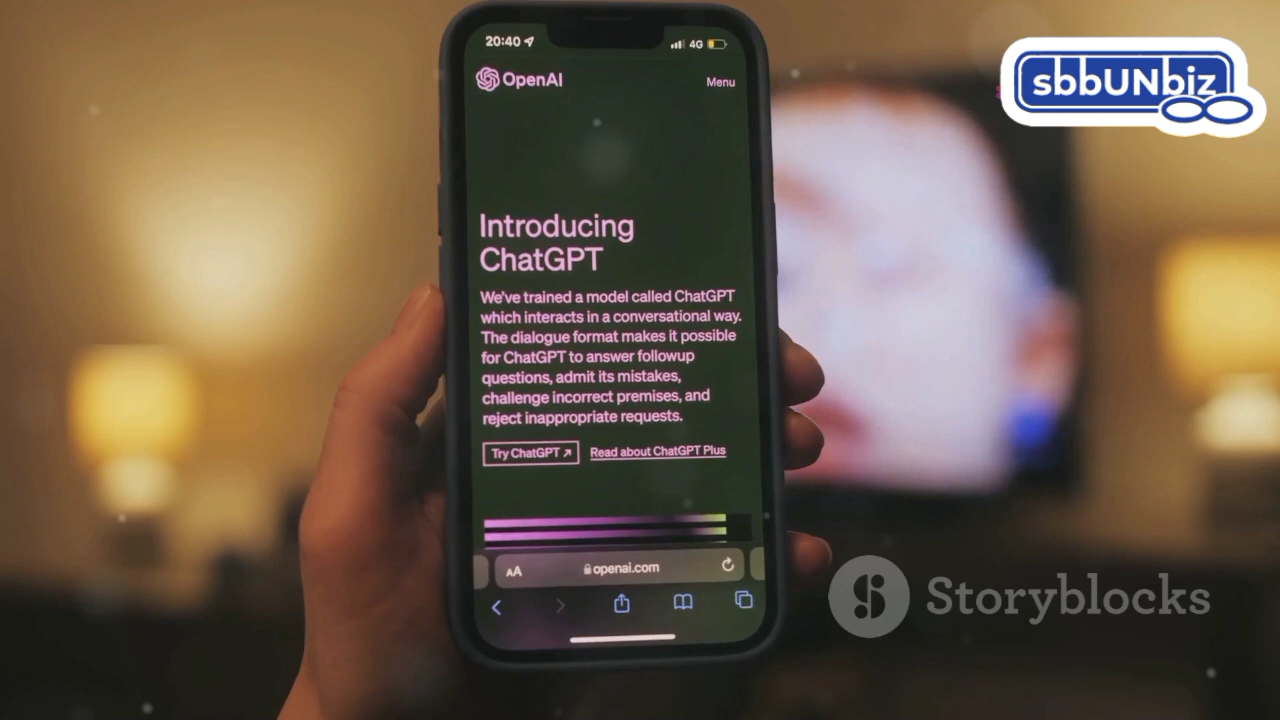 20:40
4G
OpenAI
Menu
sbbUNbiz
Introducing
ChatGPT
We've trained a model called ChatGPT
which interacts in a conversational way.
The dialogue format makes it possible
for ChatGPT to answer followup
questions, admit its mistakes,
challenge incorrect premises, and
reject inappropriate requests.
Try ChatGPT ↗
Read about ChatGPT Plus
AA
openai.com
Storyblocks